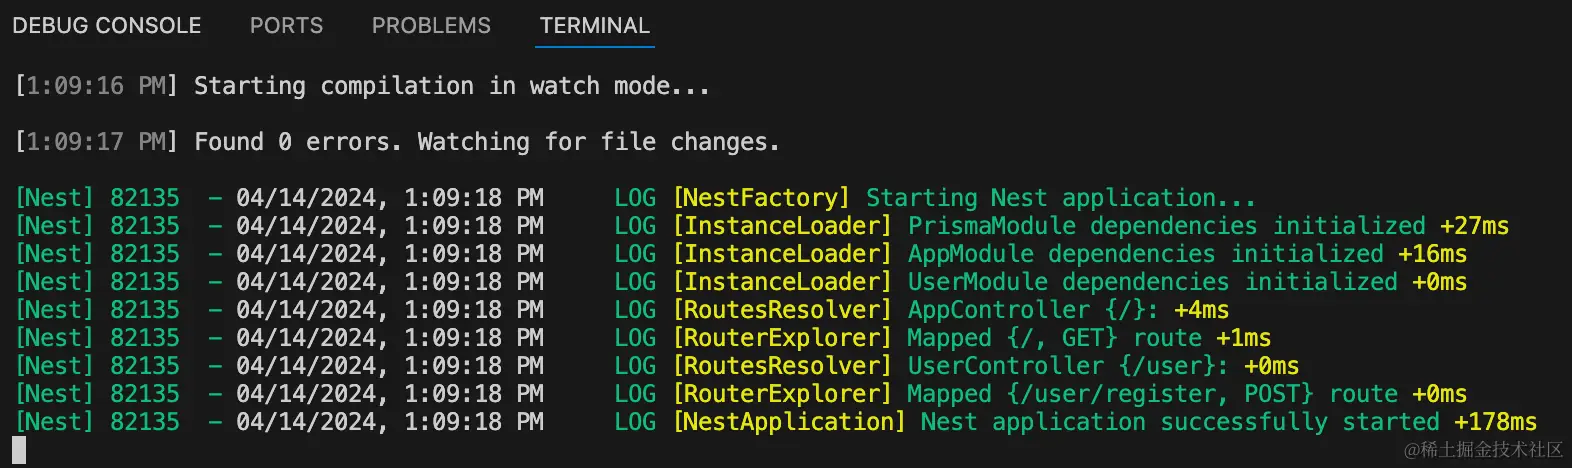 DEBUG CONSOLE PORTS PROBLEMS TERMINAL
[1:09:16 PM] Starting compilation in watch mode...
[1:09:17 PM] Found 0 errors. Watching for file changes.
[Nest] 82135  - 04/14/2024, 1:09:18 PM     LOG [NestFactory] Starting Nest application...
[Nest] 82135  - 04/14/2024, 1:09:18 PM     LOG [InstanceLoader] PrismaModule dependencies initialized +27ms
[Nest] 82135  - 04/14/2024, 1:09:18 PM     LOG [InstanceLoader] AppModule dependencies initialized +16ms
[Nest] 82135  - 04/14/2024, 1:09:18 PM     LOG [InstanceLoader] UserModule dependencies initialized +0ms
[Nest] 82135  - 04/14/2024, 1:09:18 PM     LOG [RoutesResolver] AppController {/}: +4ms
[Nest] 82135  - 04/14/2024, 1:09:18 PM     LOG [RouterExplorer] Mapped {/, GET} route +1ms
[Nest] 82135  - 04/14/2024, 1:09:18 PM     LOG [RoutesResolver] UserController {/user}: +0ms
[Nest] 82135  - 04/14/2024, 1:09:18 PM     LOG [RouterExplorer] Mapped {/user/register, POST} route +0ms
[Nest] 82135  - 04/14/2024, 1:09:18 PM     LOG [NestApplication] Nest application successfully started +178ms
@稀土掘金技术社区